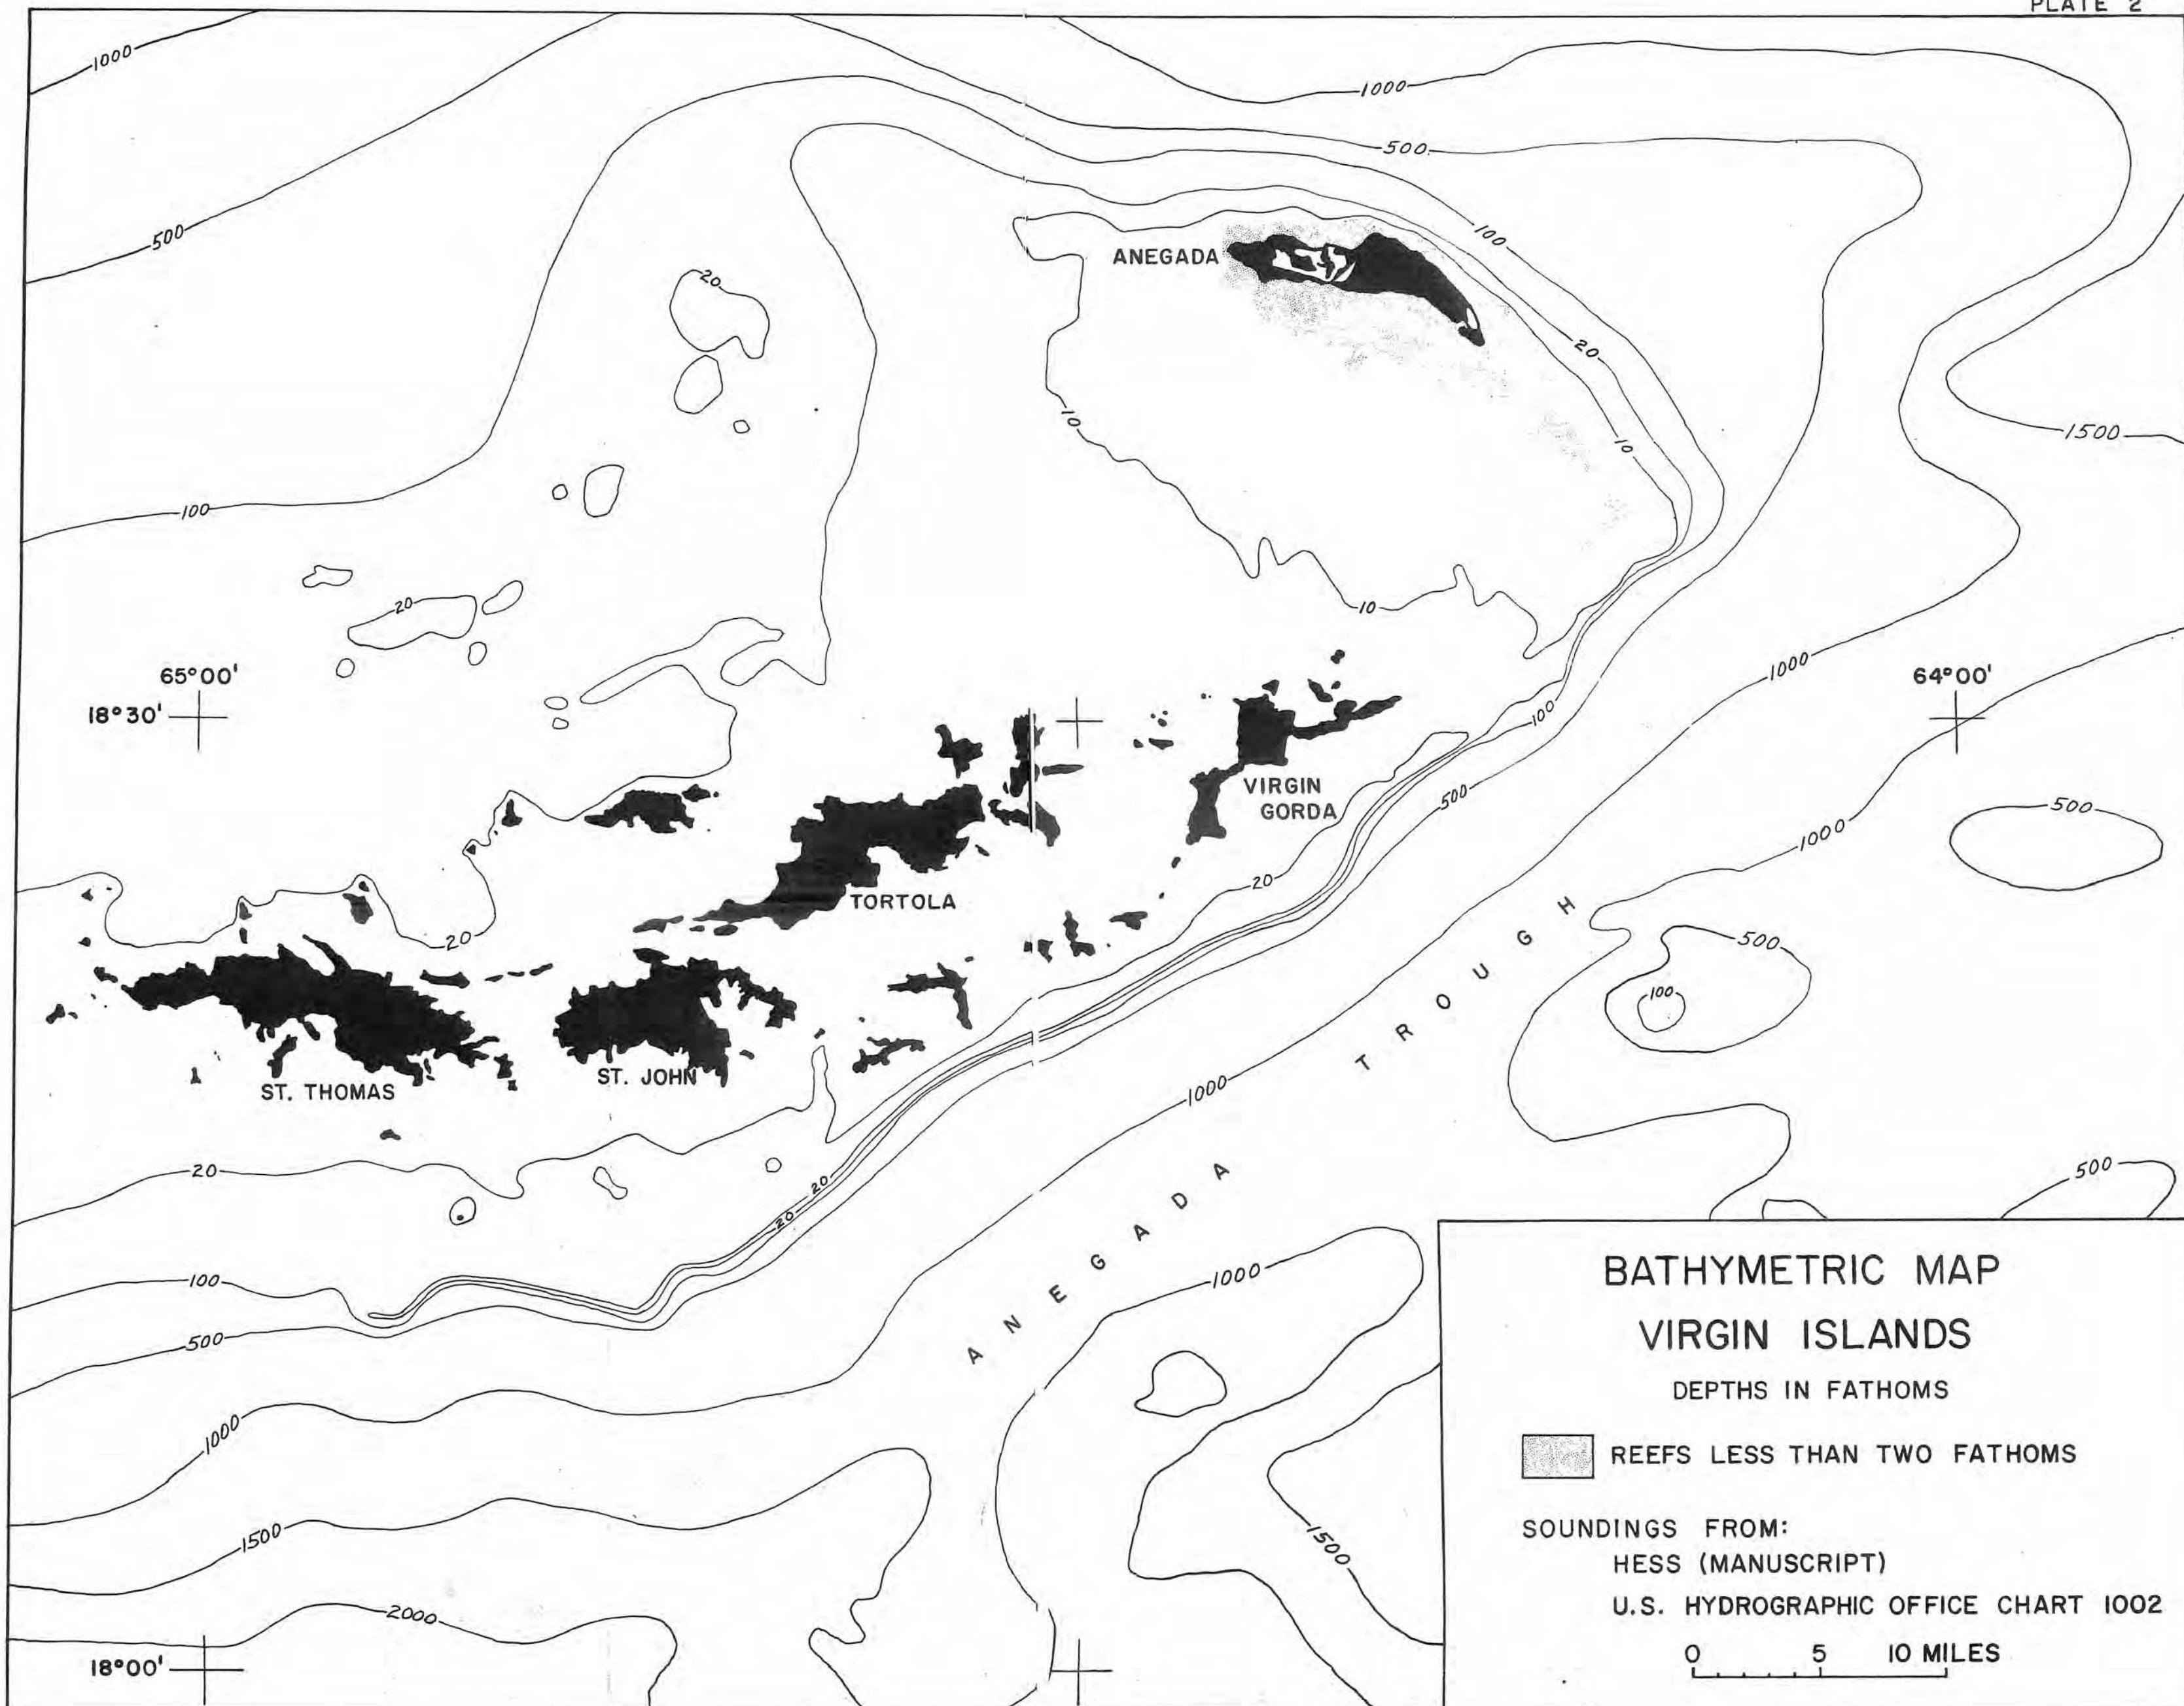 PLATE 2
1000
1000
500
500
100
ANEGADA
20
20
10
10
1500
100
20
10
65°00'
18°30'
1000
64°00'
100
VIRGIN
GORDA
500
500
1000
20
TORTOLA
20
500
100
ST. THOMAS
ST. JOHN
1000
ANEGADA TROUGH
20
500
20
20
100
1000
500
1000
1500
1500
2000
18°00'
BATHYMETRIC MAP
VIRGIN ISLANDS
DEPTHS IN FATHOMS
REEFS LESS THAN TWO FATHOMS
SOUNDINGS FROM:
HESS (MANUSCRIPT)
U.S. HYDROGRAPHIC OFFICE CHART 1002
0 5 10 MILES